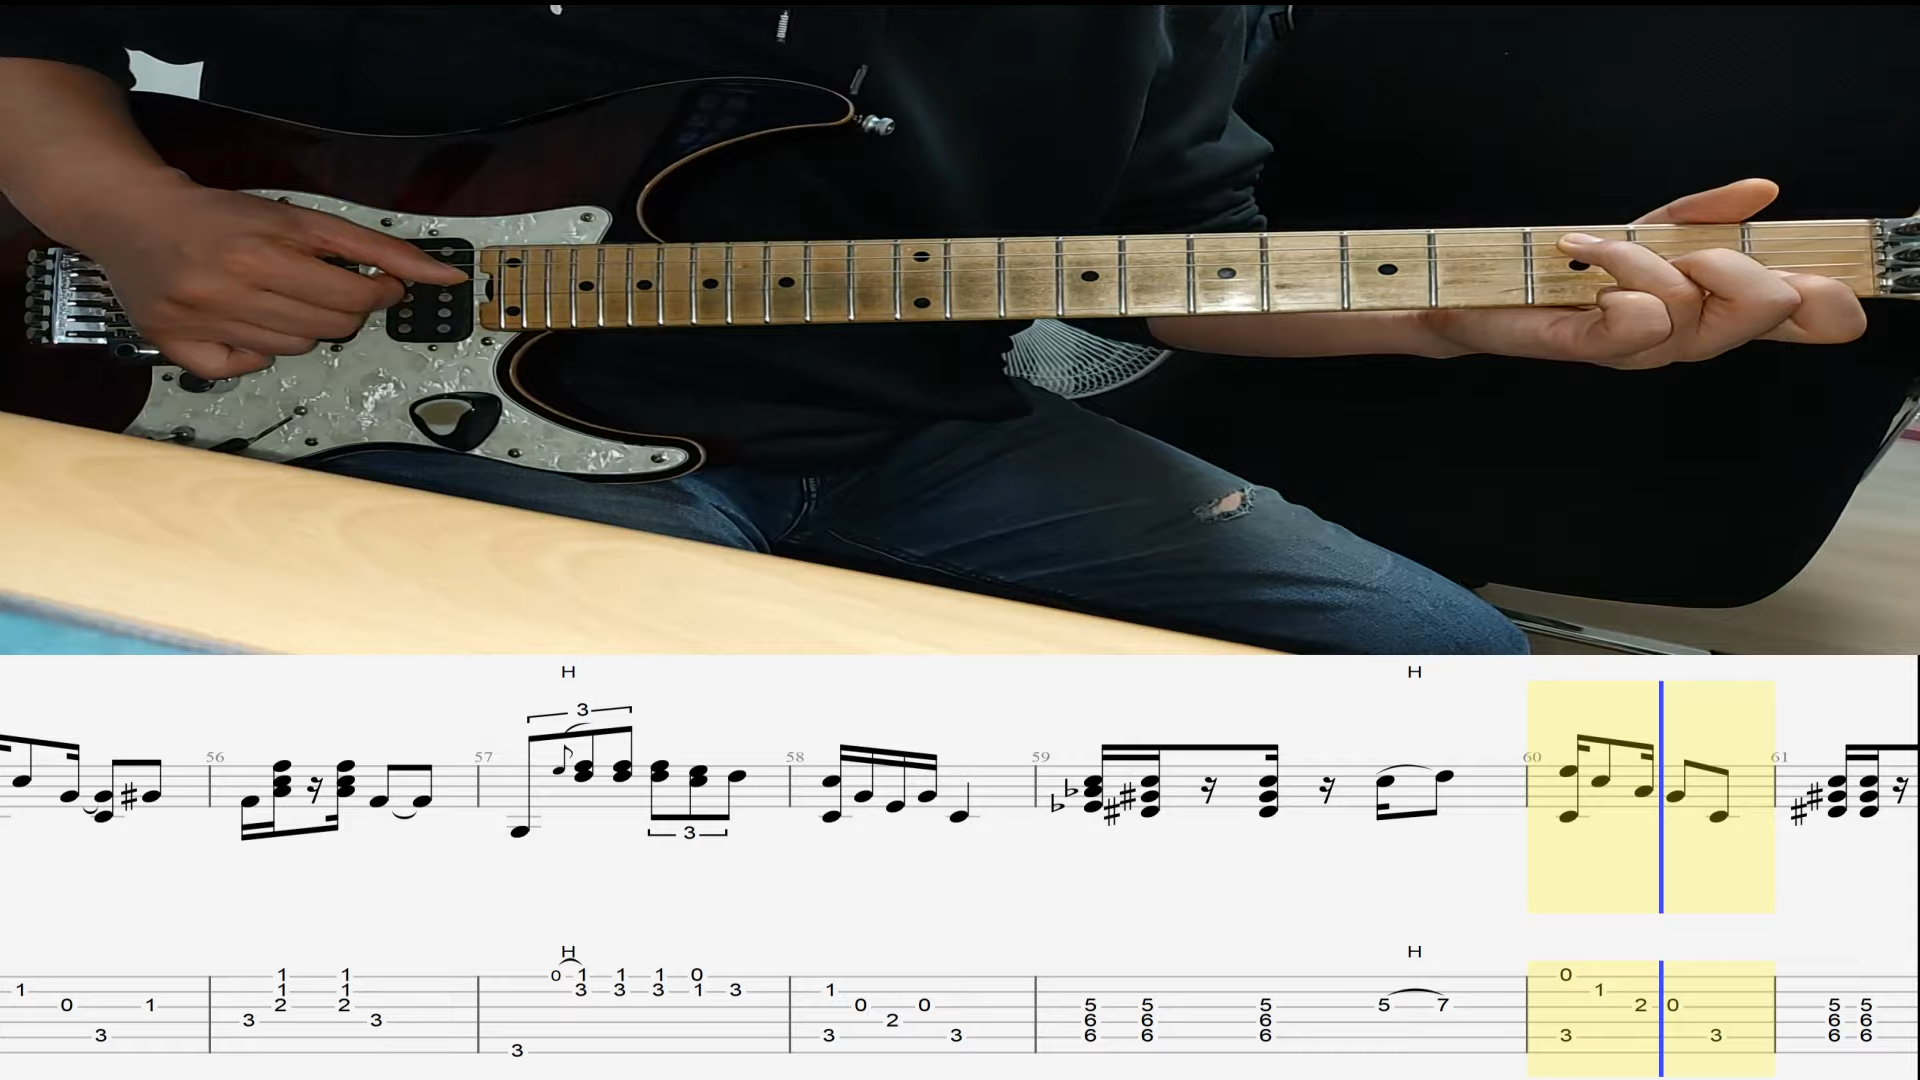 H H
3
56 57 58 59 60 61
3
H H
1 1 0 1 1 1 0 0
1 1 1 3 3 3 1 3 1 1
0 1 2 2 0 0 5 5 5 5 7 2 0 5 5
3 3 2 6 6 6 6 6
3 3 3 6 6 6 3 3 6 6
3